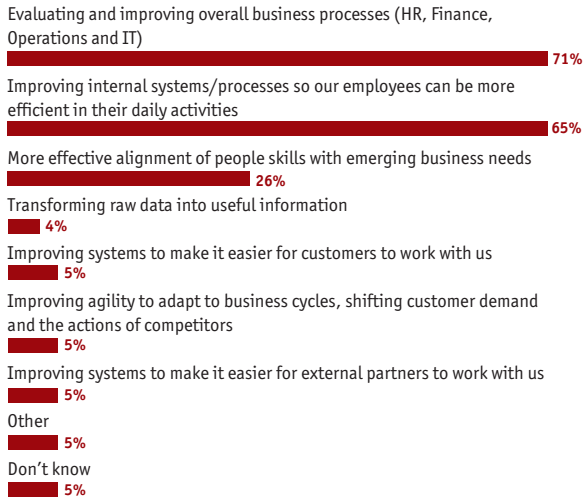 Evaluating and improving overall business processes (HR, Finance,
Operations and IT)
71%
Improving internal systems/processes so our employees can be more
efficient in their daily activities
65%
More effective alignment of people skills with emerging business needs
26%
Transforming raw data into useful information
4%
Improving systems to make it easier for customers to work with us
5%
Improving agility to adapt to business cycles, shifting customer demand
and the actions of competitors
5%
Improving systems to make it easier for external partners to work with us
5%
Other
5%
Don’t know
5%